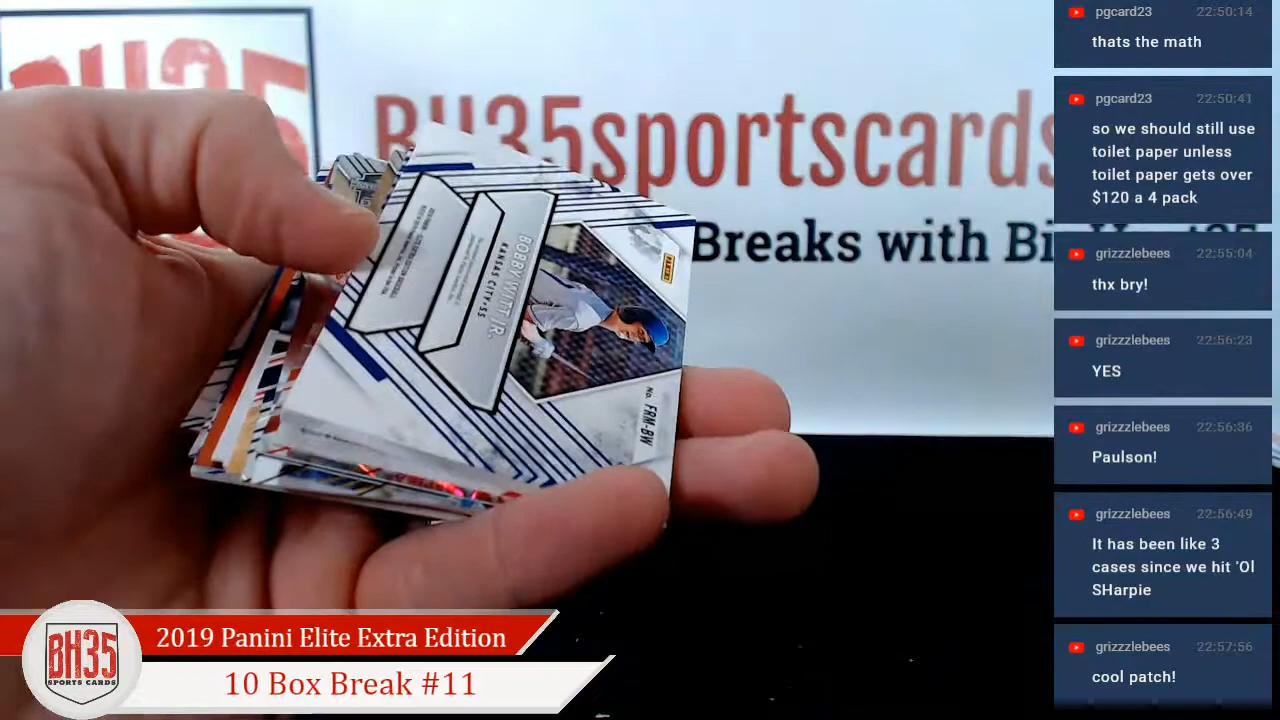 BH35
BH35sportscards
Breaks with Bi
PANINI
BOBBY WITT JR.
KANSAS CITY•SS
No. FRM-BW
pgcard23 22:50:14
thats the math
pgcard23 22:50:41
so we should still use
toilet paper unless
toilet paper gets over
$120 a 4 pack
grizzzlebees 22:55:04
thx bry!
grizzzlebees 22:56:23
YES
grizzzlebees 22:56:36
Paulson!
grizzzlebees 22:56:49
It has been like 3
cases since we hit 'Ol
SHarpie
grizzzlebees 22:57:56
cool patch!
BH35
SPORTS CARDS
2019 Panini Elite Extra Edition
10 Box Break #11